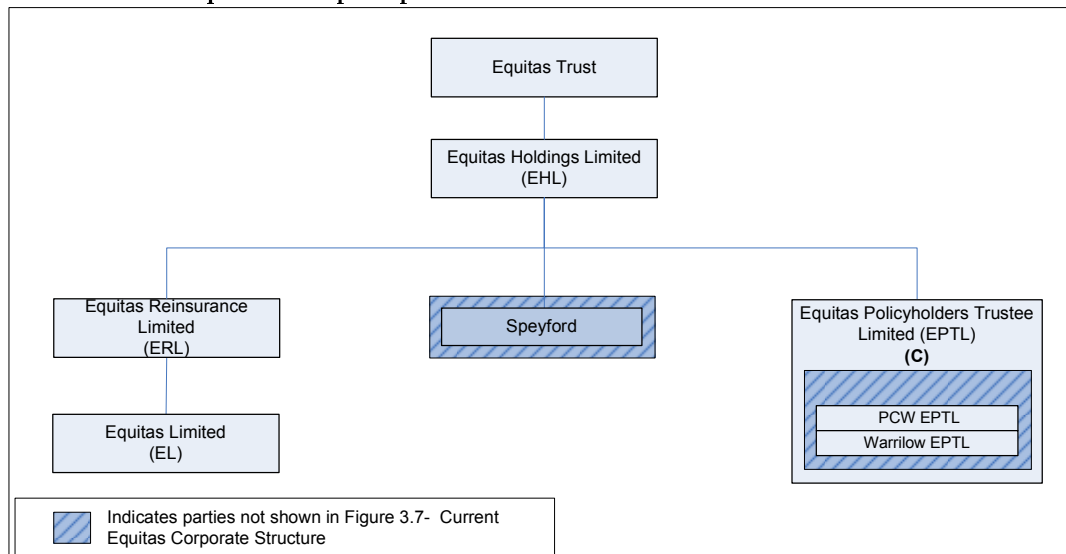 Equitas Trust
Equitas Holdings Limited
(EHL)
Equitas Reinsurance
Limited
(ERL)
Speyford
Equitas Policyholders Trustee
Limited (EPTL)
(C)
PCW EPTL
Warrilow EPTL
Equitas Limited
(EL)
Indicates parties not shown in Figure 3.7- Current
Equitas Corporate Structure